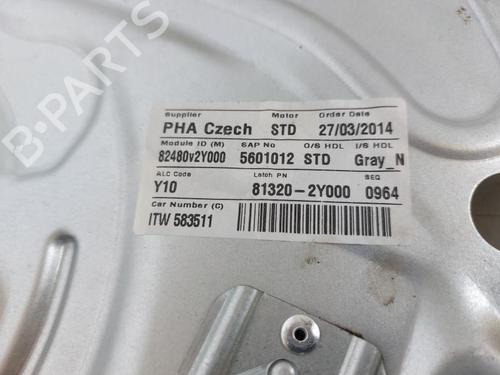 Supplier Motor Order Date
PHA Czech STD 27/03/2014
Module ID (M) SAP No O/S HDL I/S HDL
82480v2Y000 5601012 STD Gray_N
ALC Code Latch PN SEQ
Y10 81320-2Y000 0964
Car Number (C)
ITW 583511
B